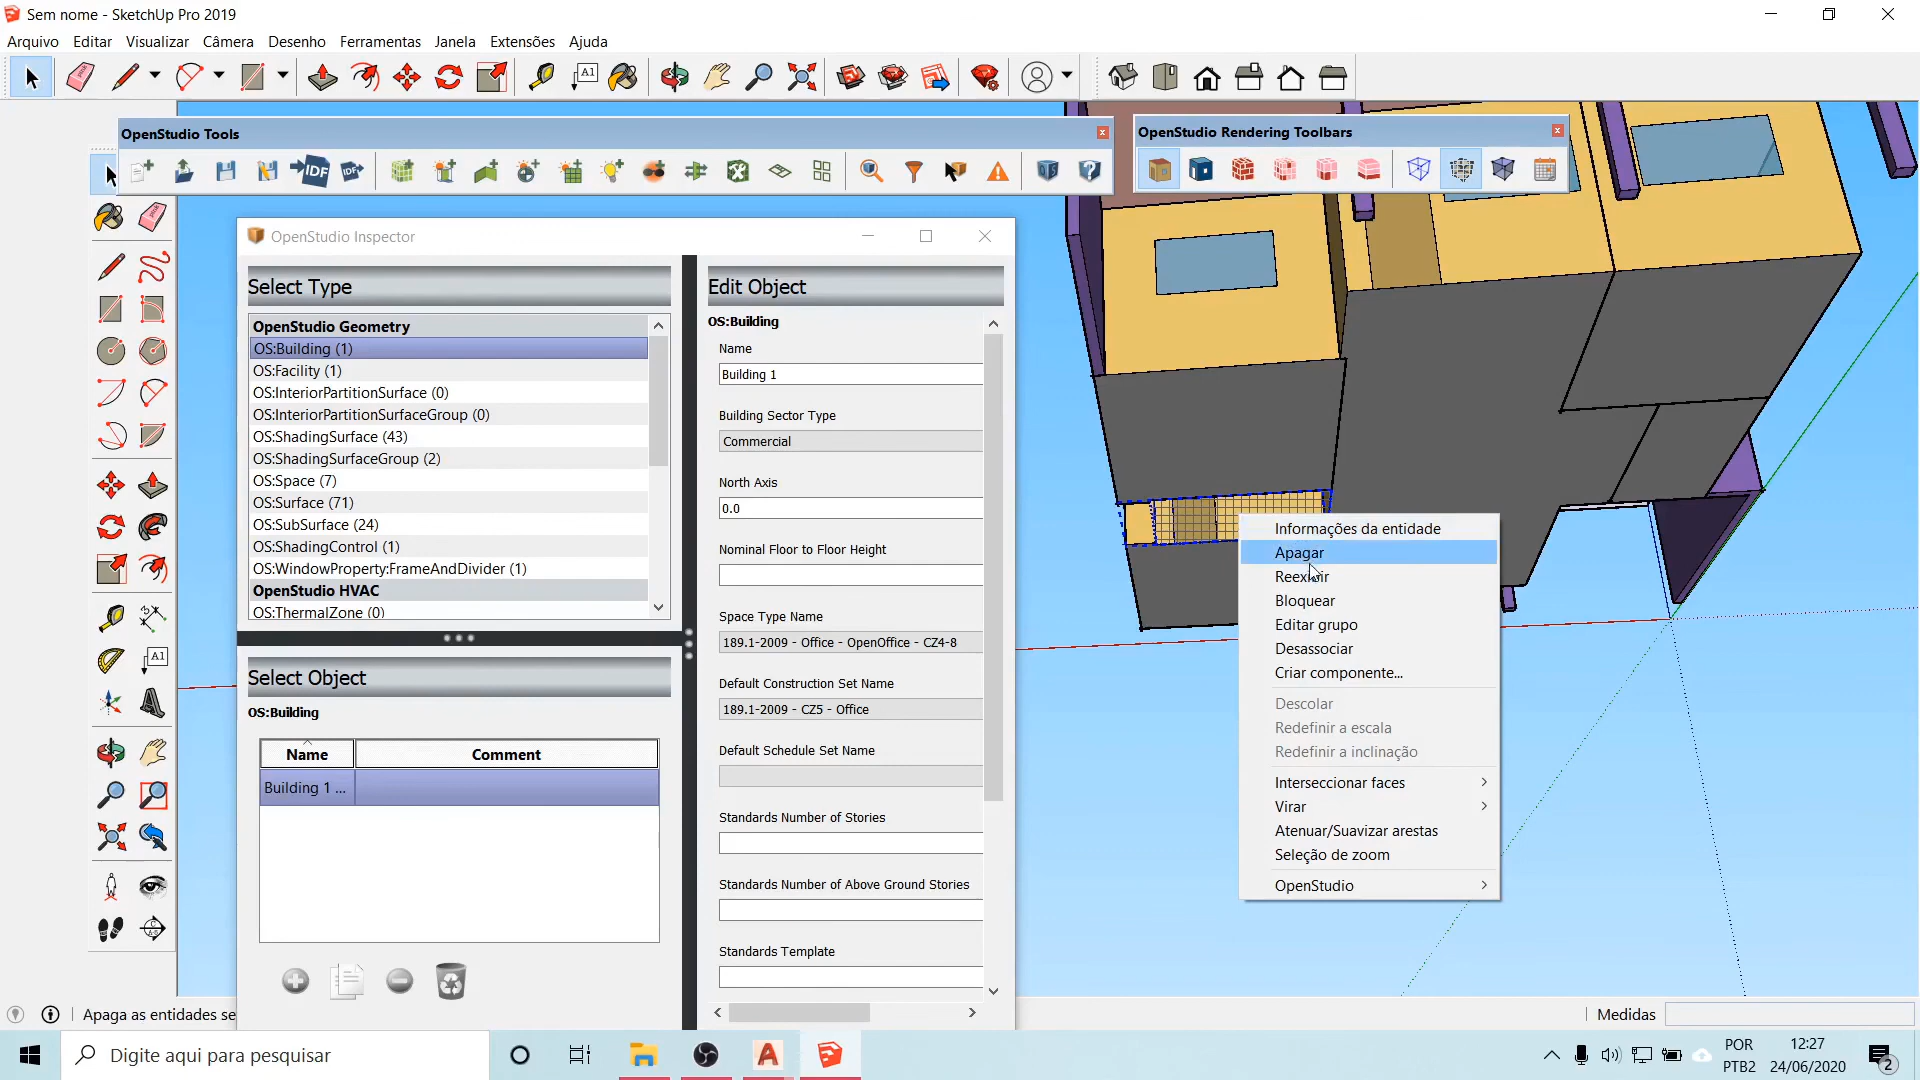 Sem nome - SketchUp Pro 2019
Arquivo Editar Visualizar Câmera Desenho Ferramentas Janela Extensões Ajuda
A1
OpenStudio Tools
OpenStudio Rendering Toolbars
IDF
IDF
OpenStudio Inspector
Select Type
OpenStudio Geometry
OS:Building (1)
OS:Facility (1)
OS:InteriorPartitionSurface (0)
OS:InteriorPartitionSurfaceGroup (0)
OS:ShadingSurface (43)
OS:ShadingSurfaceGroup (2)
OS:Space (7)
OS:Surface (71)
OS:SubSurface (24)
OS:ShadingControl (1)
OS:WindowProperty:FrameAndDivider (1)
OpenStudio HVAC
OS:ThermalZone (0)
Select Object
OS:Building
Name Comment
Building 1 ...
Edit Object
OS:Building
Name
Building 1
Building Sector Type
Commercial
North Axis
0.0
Nominal Floor to Floor Height
Space Type Name
189.1-2009 - Office - OpenOffice - CZ4-8
Default Construction Set Name
189.1-2009 - CZ5 - Office
Default Schedule Set Name
Standards Number of Stories
Standards Number of Above Ground Stories
Standards Template
A1
Informações da entidade
Apagar
Reexibir
Bloquear
Editar grupo
Desassociar
Criar componente...
Descolar
Redefinir a escala
Redefinir a inclinação
Interseccionar faces
Virar
Atenuar/Suavizar arestas
Seleção de zoom
OpenStudio
Apaga as entidades se
Medidas
Digite aqui para pesquisar
POR
PTB2
12:27
24/06/2020
2